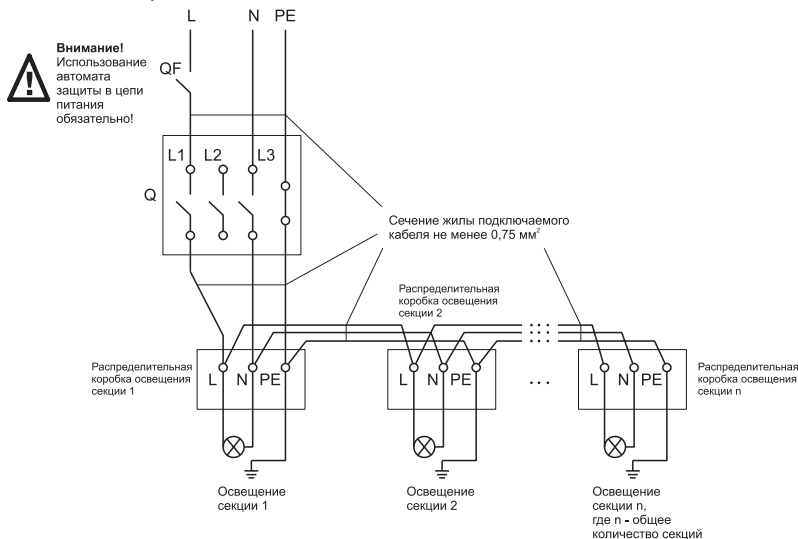 L N PE
Внимание!
Использование
автомата
защиты в цепи
питания
обязательно!
QF
L1 L2 L3
Q
Сечение жилы подключаемого
кабеля не менее 0,75 мм²
Распределительная
коробка освещения
секции 2
Распределительная
коробка освещения
секции 1
L N PE
L N PE
...
L N PE
Распределительная
коробка освещения
секции n
Освещение
секции 1
Освещение
секции 2
Освещение
секции n,
где n - общее
количество секций